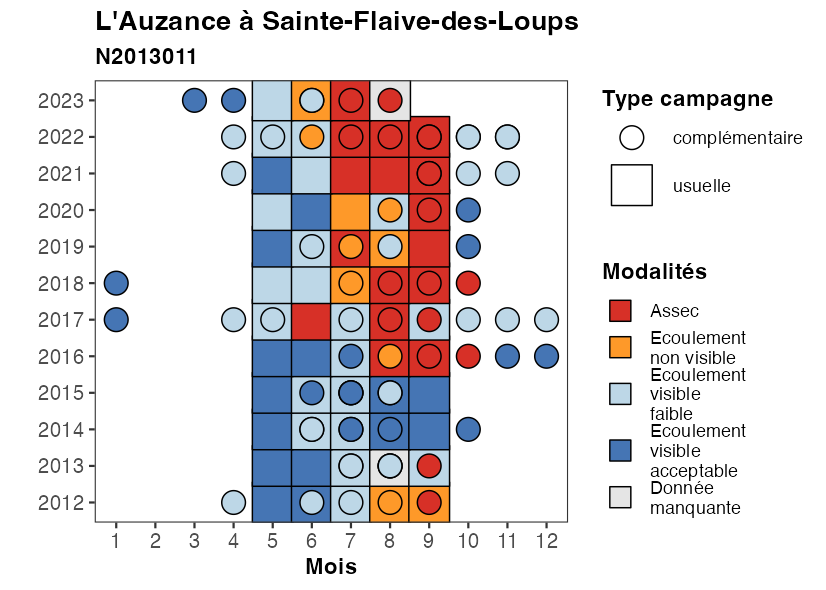 L'Auzance à Sainte-Flaive-des-Loups
N2013011
2023
2022
2021
2020
2019
2018
2017
2016
2015
2014
2013
2012
1 2 3 4 5 6 7 8 9 10 11 12
Mois
Type campagne
complémentaire
usuelle
Modalités
Assec
Ecoulement
non visible
Ecoulement
visible
faible
Ecoulement
visible
acceptable
Donnée
manquante